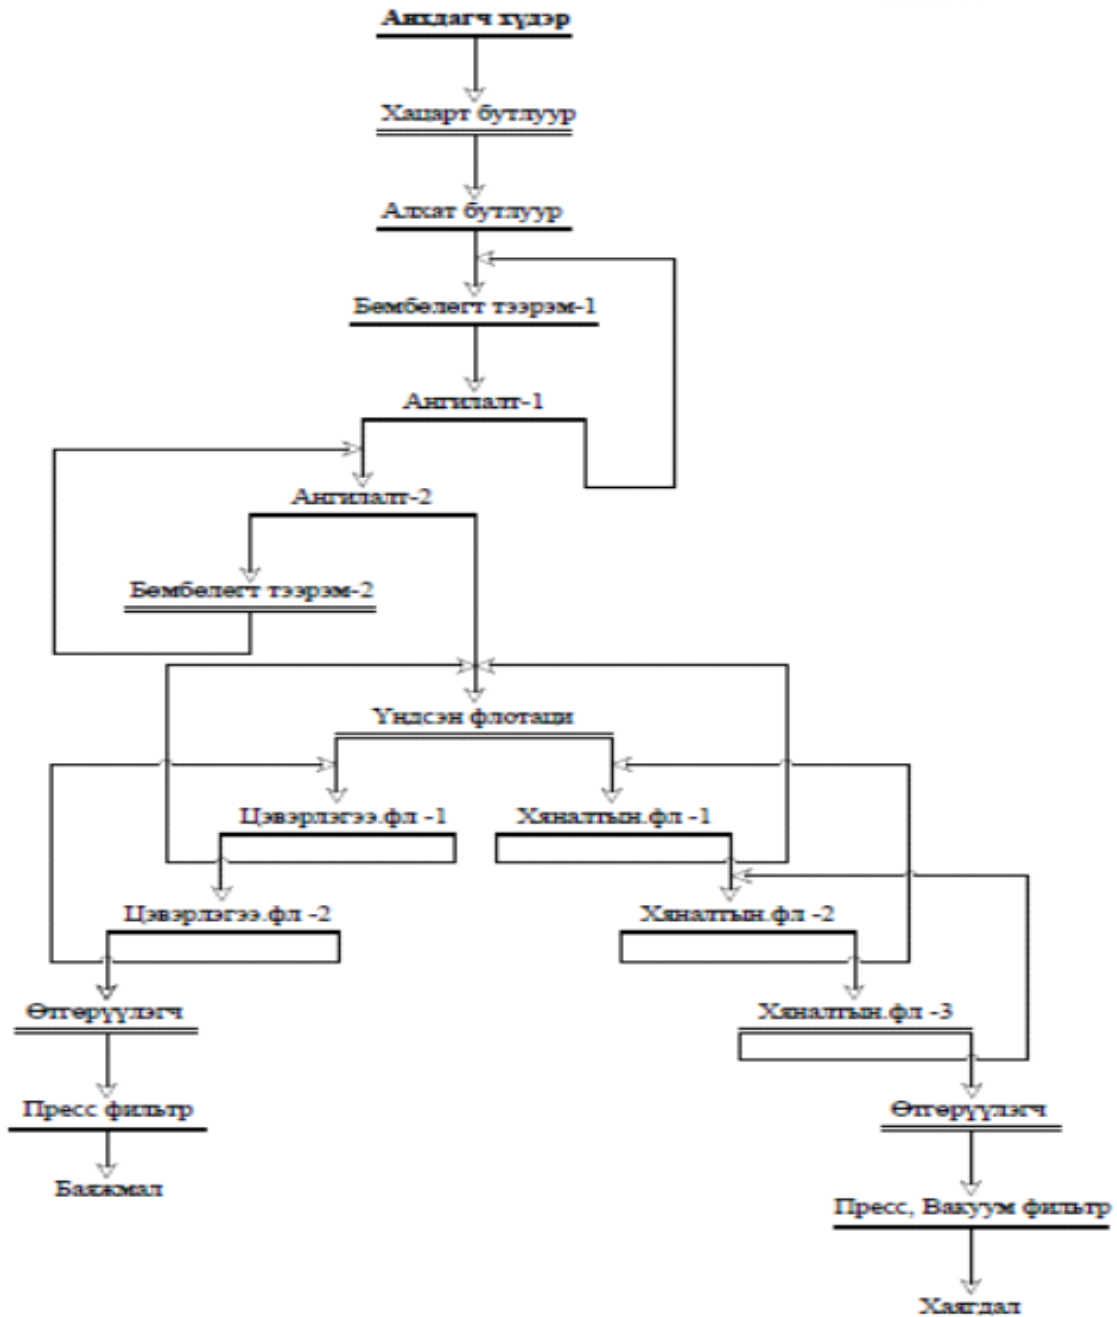 Анхдагч хүдэр
Хацарт бутлуур
Алхат бутлуур
Бөмбөлөгт тээрэм-1
Ангилалт-1
Ангилалт-2
Бөмбөлөгт тээрэм-2
Үндсэн флотаци
Цэвэрлэгээ.фл -1
Хяналтын.фл -1
Цэвэрлэгээ.фл -2
Хяналтын.фл -2
Өтгөрүүлэгч
Хяналтын.фл -3
Пресс фильтр
Өтгөрүүлэгч
Баяжмал
Пресс, Вакуум фильтр
Хаягдал